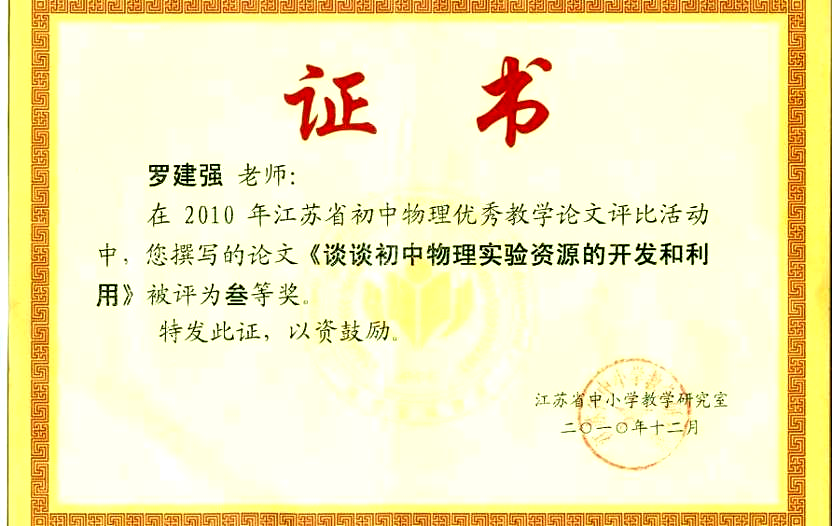 证 书
罗建强 老师:
在 2010 年江苏省初中物理优秀教学论文评比活动
中，您撰写的论文《谈谈初中物理实验资源的开发和利
用》被评为叁等奖。
特发此证，以资鼓励。
江苏省中小学教学研究室
二〇一〇年十二月